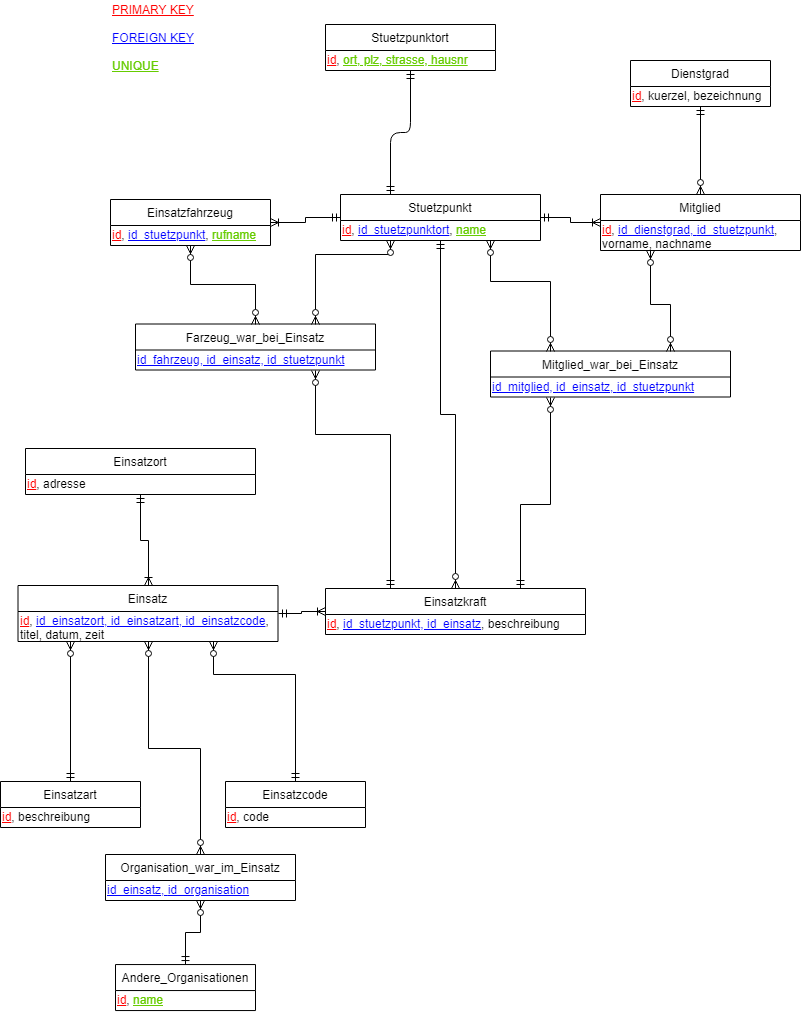 PRIMARY KEY
FOREIGN KEY
UNIQUE
Stuetzpunktort
id, ort, plz, strasse, hausnr
Dienstgrad
id, kuerzel, bezeichnung
Einsatzfahrzeug
id, id_stuetzpunkt, rufname
Stuetzpunkt
id, id_stuetzpunktort, name
Mitglied
id, id_dienstgrad, id_stuetzpunkt,
vorname, nachname
Farzeug_war_bei_Einsatz
id_fahrzeug, id_einsatz, id_stuetzpunkt
Mitglied_war_bei_Einsatz
id_mitglied, id_einsatz, id_stuetzpunkt
Einsatzort
id, adresse
Einsatz
id, id_einsatzort, id_einsatzart, id_einsatzcode,
titel, datum, zeit
Einsatzkraft
id, id_stuetzpunkt, id_einsatz, beschreibung
Einsatzart
id, beschreibung
Einsatzcode
id, code
Organisation_war_im_Einsatz
id_einsatz, id_organisation
Andere_Organisationen
id, name